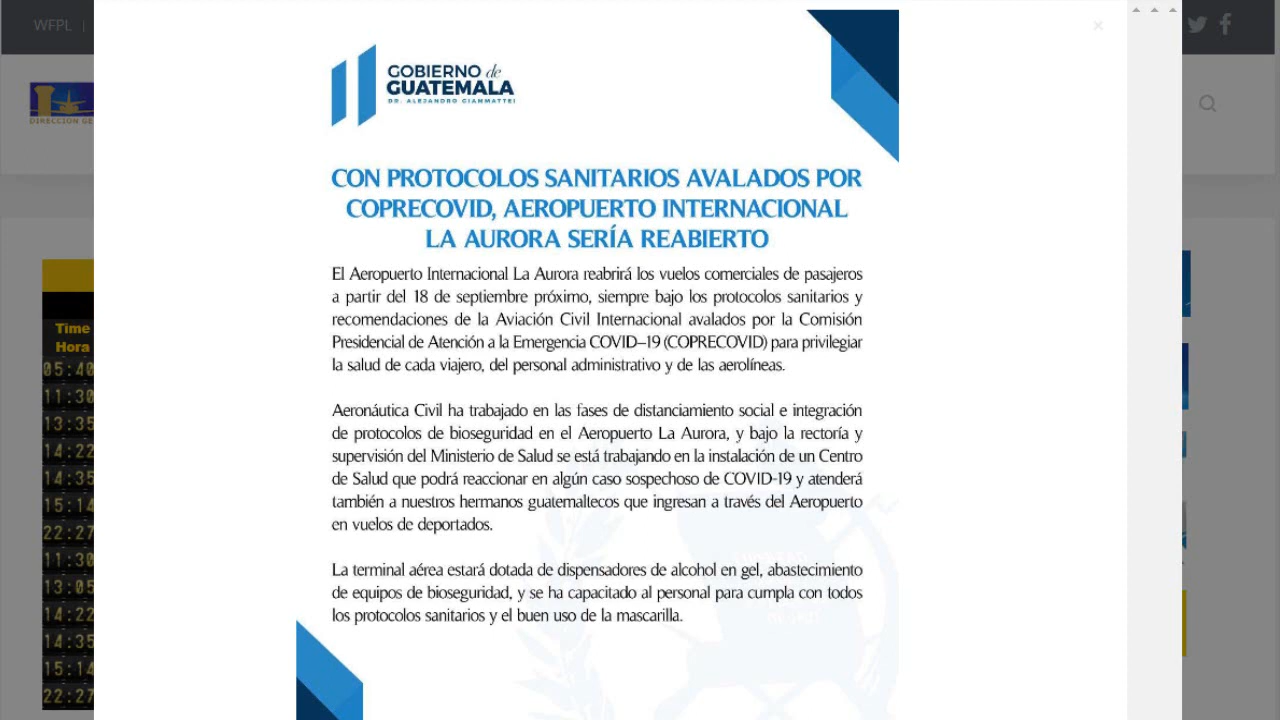 WFPL |
GOBIERNO de
GUATEMALA
DR. ALEJANDRO GIAMMATTEI
DIRECCIÓN GE
CON PROTOCOLOS SANITARIOS AVALADOS POR
COPRECOVID, AEROPUERTO INTERNACIONAL
LA AURORA SERÍA REABIERTO
El Aeropuerto Internacional La Aurora reabrirá los vuelos comerciales de pasajeros
a partir del 18 de septiembre próximo, siempre bajo los protocolos sanitarios y
recomendaciones de la Aviación Civil Internacional avalados por la Comisión
Presidencial de Atención a la Emergencia COVID–19 (COPRECOVID) para privilegiar
la salud de cada viajero, del personal administrativo y de las aerolíneas.
Aeronáutica Civil ha trabajado en las fases de distanciamiento social e integración
de protocolos de bioseguridad en el Aeropuerto La Aurora, y bajo la rectoría y
supervisión del Ministerio de Salud se está trabajando en la instalación de un Centro
de Salud que podrá reaccionar en algún caso sospechoso de COVID-19 y atenderá
también a nuestros hermanos guatemaltecos que ingresan a través del Aeropuerto
en vuelos de deportados.
La terminal aérea estará dotada de dispensadores de alcohol en gel, abastecimiento
de equipos de bioseguridad, y se ha capacitado al personal para cumpla con todos
los protocolos sanitarios y el buen uso de la mascarilla.
Time
Hora
05:40
11:30
13:35
14:22
14:35
15:14
22:27
11:30
13:05
14:22
14:35
15:14
22:27